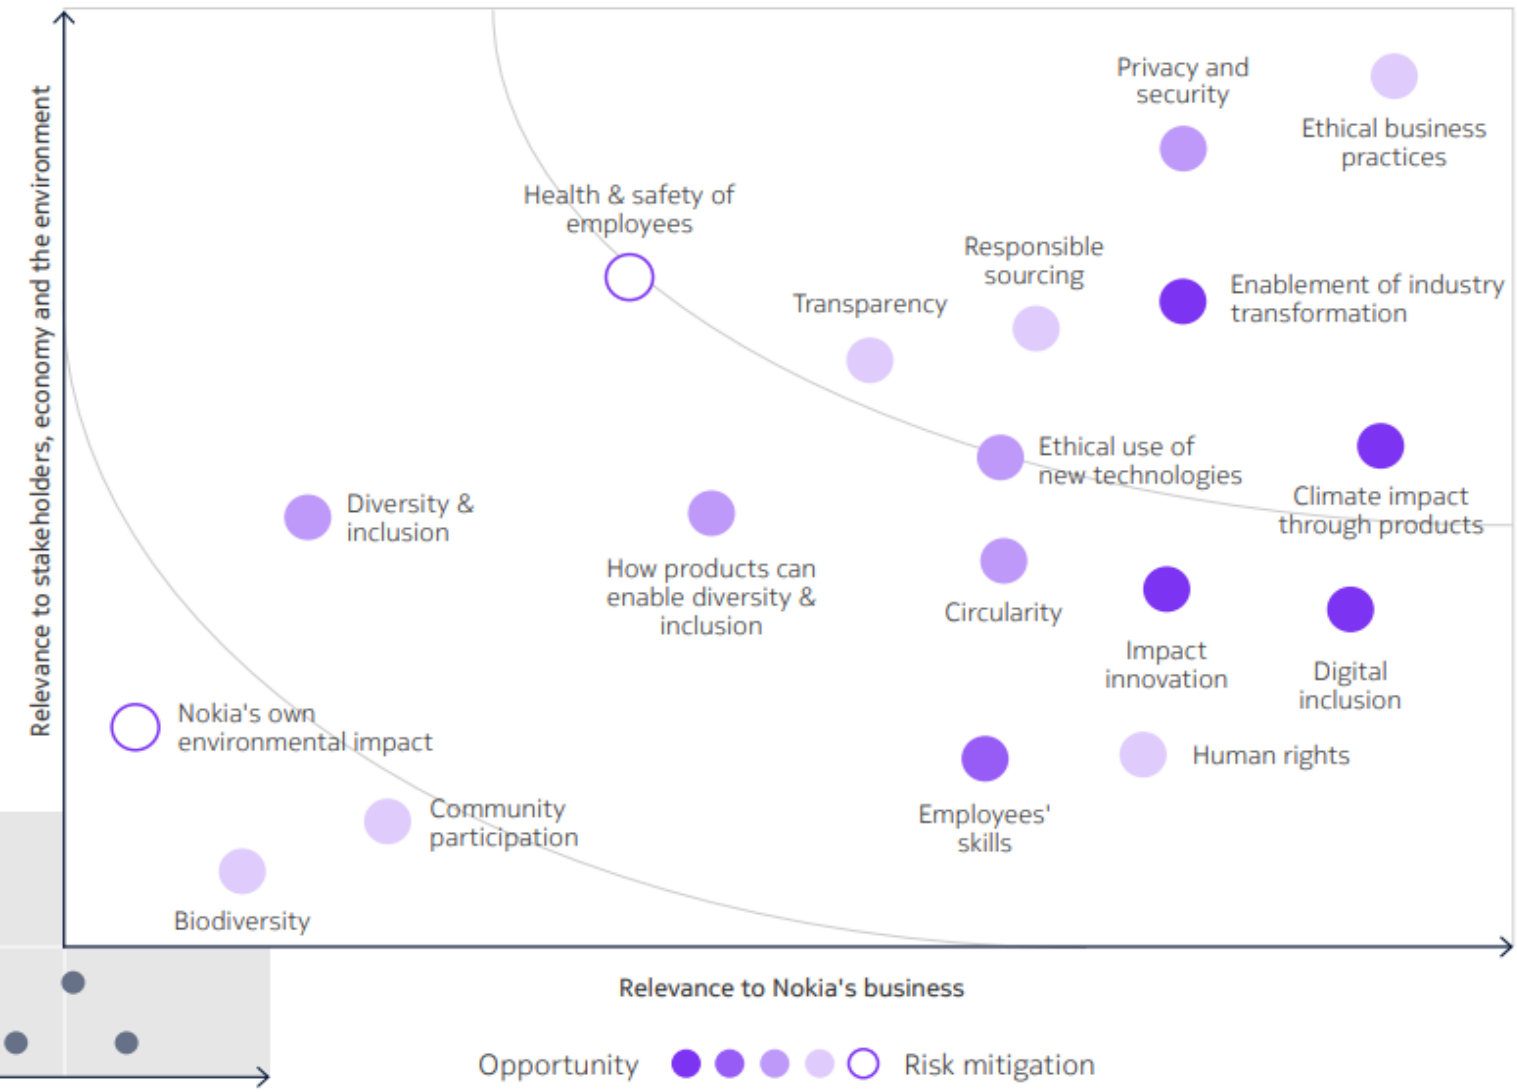 Privacy and
security
Ethical business
practices
Health & safety of
employees
Responsible
sourcing
Enablement of industry
transformation
Transparency
Ethical use of
new technologies
Climate impact
through products
Diversity &
inclusion
How products can
enable diversity &
inclusion
Circularity
Impact
innovation
Digital
inclusion
Nokia's own
environmental impact
Human rights
Community
participation
Employees'
skills
Biodiversity
Relevance to stakeholders, economy and the environment
Relevance to Nokia's business
Opportunity
Risk mitigation